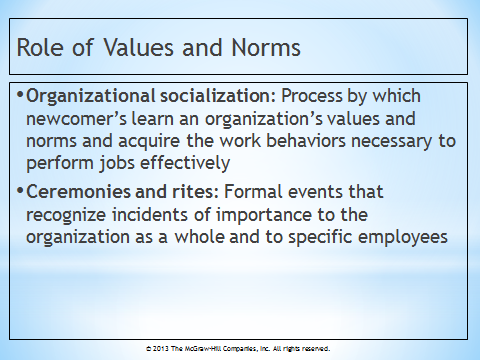 Role of Values and Norms
•Organizational socialization: Process by which
newcomer's learn an organization's values and
norms and acquire the work behaviors necessary to
perform jobs effectively
•Ceremonies and rites: Formal events that
recognize incidents of importance to the
organization as a whole and to specific employees
© 2013 The McGraw-Hill Companies, Inc. All rights reserved.